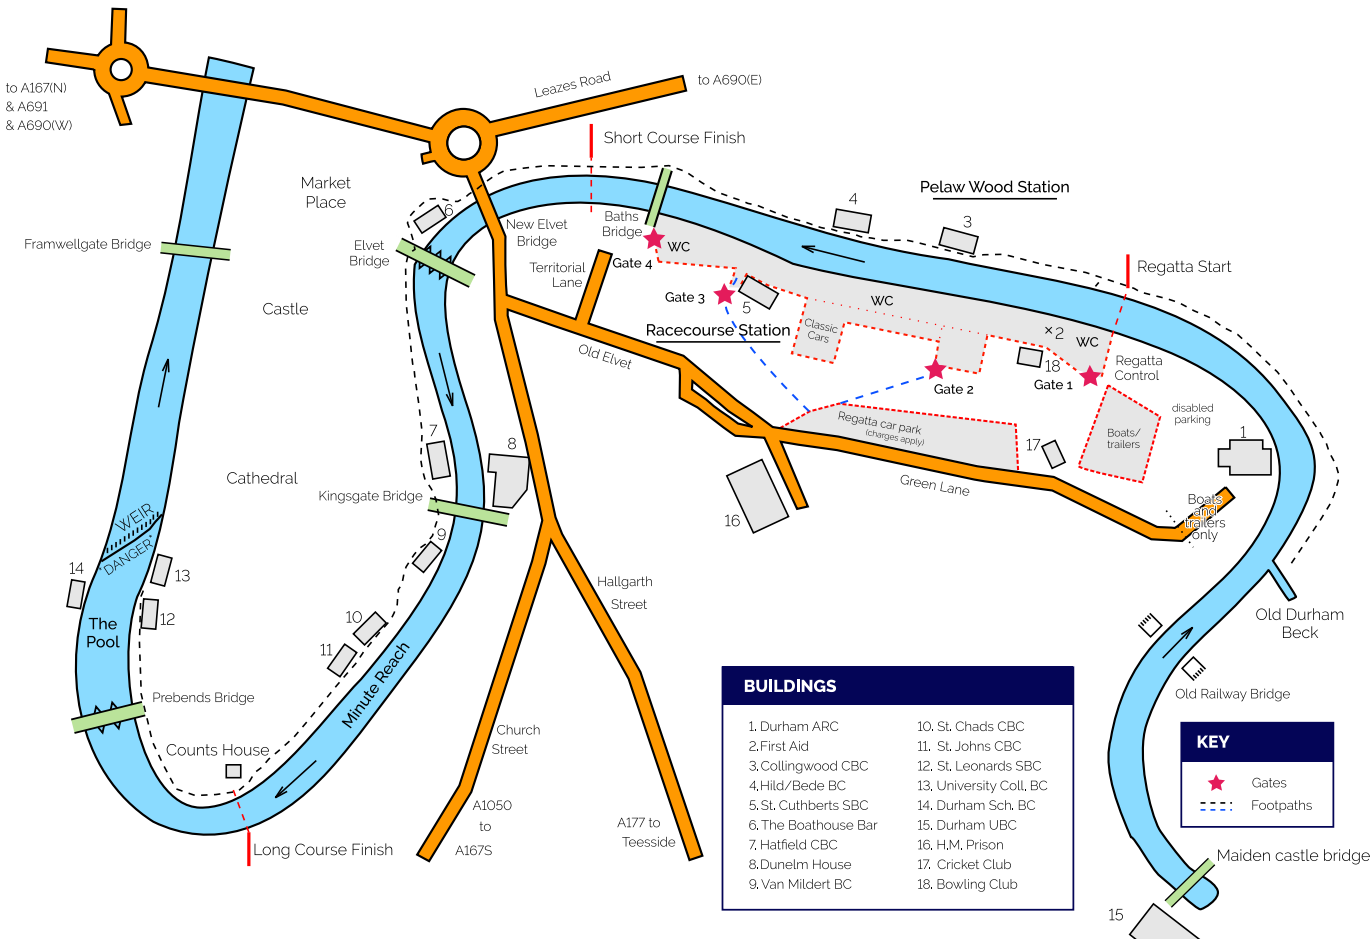 to A167(N)
& A691
& A690(W)
Leazes Road
to A690(E)
Short Course Finish
Market
Place
Framwellgate Bridge
6
Elvet
Bridge
New Elvet
Bridge
Territorial
Lane
Baths
Bridge
WC
Gate 4
4
Pelaw Wood Station
3
Regatta Start
Castle
Gate 3
5
Racecourse Station
WC
Classic
Cars
×2
WC
18
Gate 1
Regatta
Control
Old Elvet
Gate 2
Regatta car park
(charges apply)
disabled
parking
Boats/
trailers
17
1
Green Lane
Boats
and
trailers
only
16
Cathedral
7
8
Kingsgate Bridge
WEIR
DANGER
9
14
13
12
The
Pool
10
11
Minute Reach
Hallgarth
Street
Old Durham
Beck
Prebends Bridge
Counts House
Church
Street
Old Railway Bridge
A1050
to
A167S
A177 to
Teesside
Long Course Finish
Maiden castle bridge
15
BUILDINGS
1. Durham ARC
2. First Aid
3. Collingwood CBC
4. Hild/Bede BC
5. St. Cuthberts SBC
6. The Boathouse Bar
7. Hatfield CBC
8. Dunelm House
9. Van Mildert BC
10. St. Chads CBC
11. St. Johns CBC
12. St. Leonards SBC
13. University Coll. BC
14. Durham Sch. BC
15. Durham UBC
16. H.M. Prison
17. Cricket Club
18. Bowling Club
KEY
Gates
Footpaths